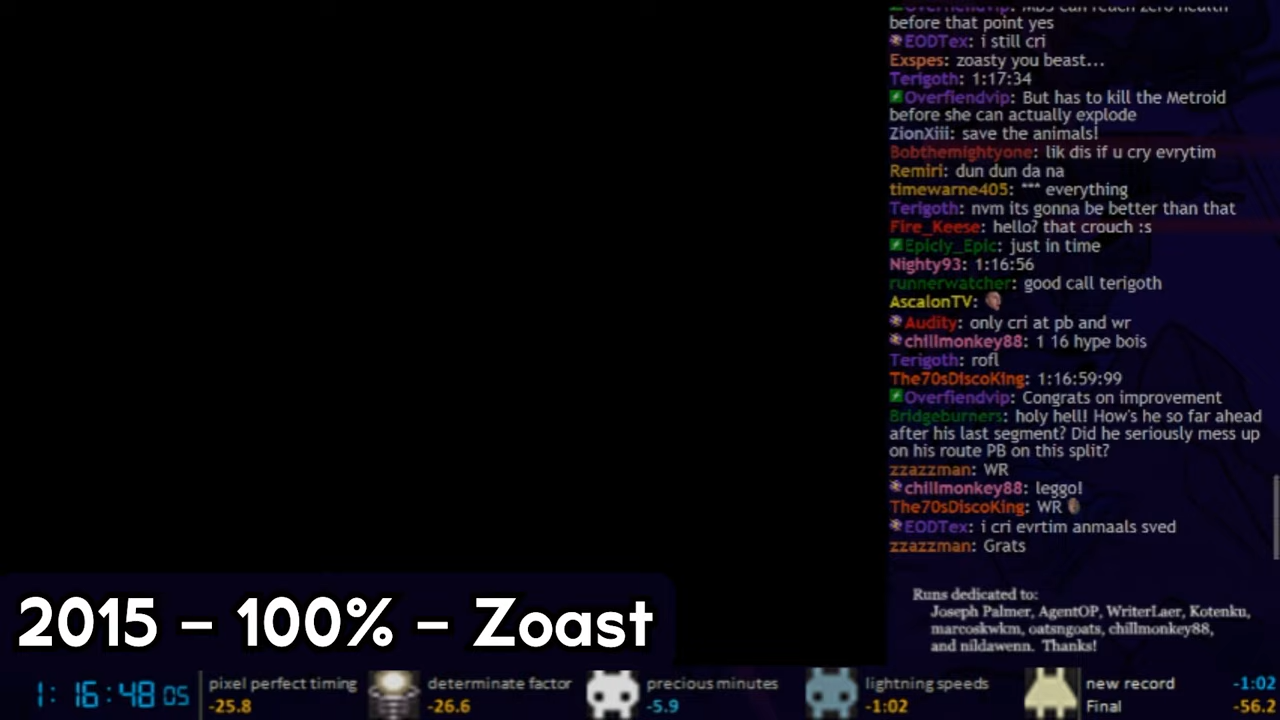 Overfiendvip: MB3 can reach zero health
before that point yes
EODTex: i still cri
Exspes: zoasty you beast...
Terigoth: 1:17:34
Overfiendvip: But has to kill the Metroid
before she can actually explode
ZionXiii: save the animals!
Bobthemightyone: lik dis if u cry evrytim
Remiri: dun dun da na
timewarne405: *** everything
Terigoth: nvm its gonna be better than that
Fire_Keese: hello? that crouch :s
Epicly_Epic: just in time
Nighty93: 1:16:56
runnerwatcher: good call terigoth
AscalonTV:
Audity: only cri at pb and wr
chillmonkey88: 1 16 hype bois
Terigoth: rofl
The70sDiscoKing: 1:16:59:99
Overfiendvip: Congrats on improvement
Bridgeburners: holy hell! How's he so far ahead
after his last segment? Did he seriously mess up
on his route PB on this split?
zzazzman: WR
chillmonkey88: leggo!
The70sDiscoKing: WR
EODTex: i cri evrtim anmaals sved
zzazzman: Grats
Runs dedicated to:
Joseph Palmer, AgentOP, WriterLaer, Kotenku,
marcoskwkm, oatsngoats, chillmonkey88,
and nildawenn. Thanks!
2015 – 100% – Zoast
1:16:48 05
pixel perfect timing
-25.8
determinate factor
-26.6
precious minutes
-5.9
lightning speeds
-1:02
new record -1:02
Final -56.2